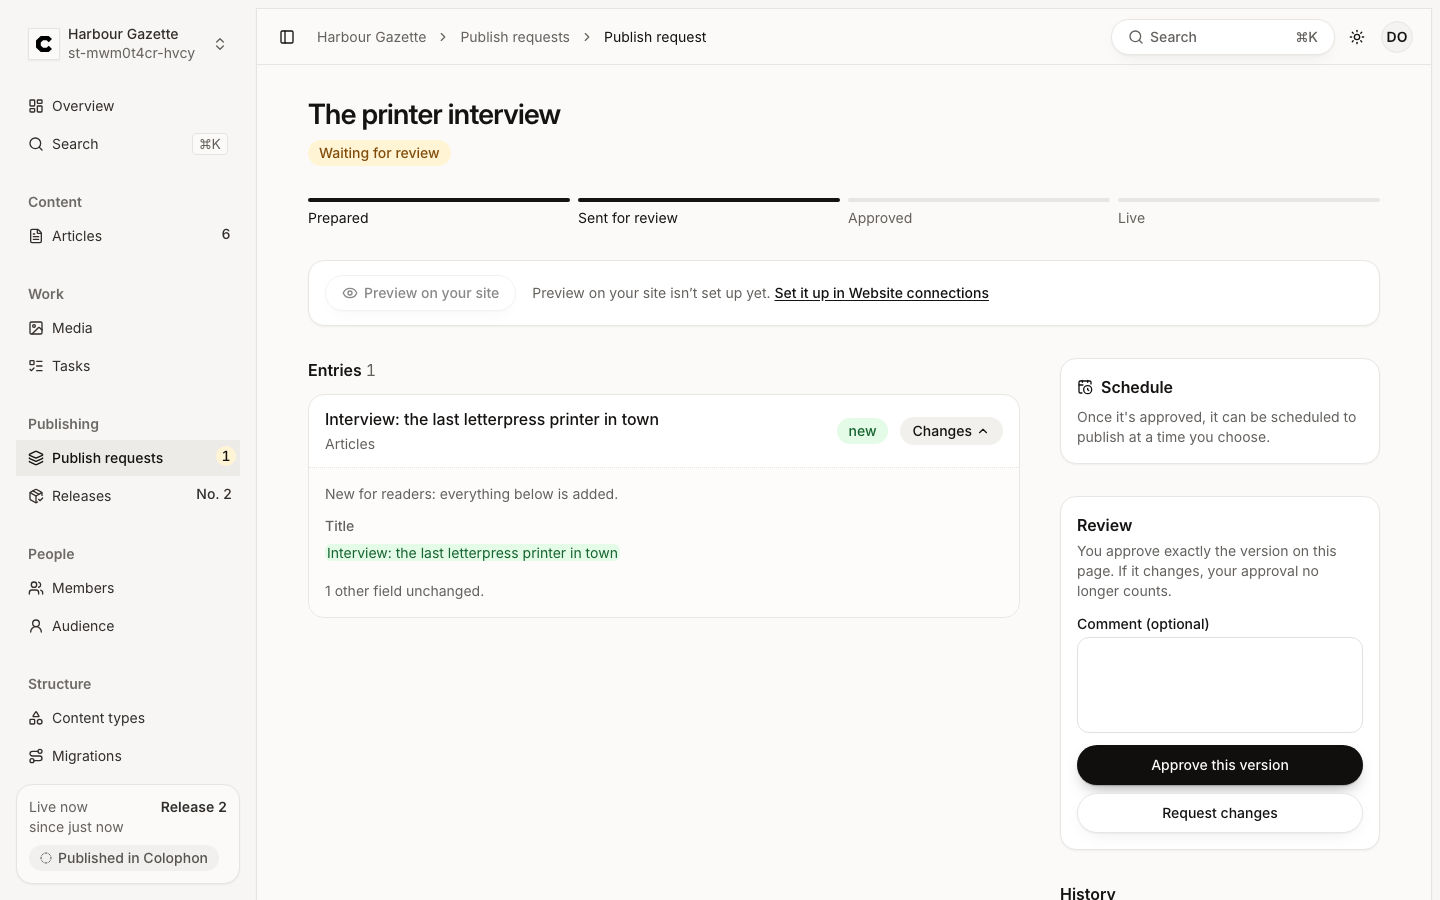 Harbour Gazette
st-mwm0t4cr-hvcy
Overview
Search ⌘K
Content
Articles 6
Work
Media
Tasks
Publishing
Publish requests 1
Releases No. 2
People
Members
Audience
Structure
Content types
Migrations
Live now Release 2
since just now
Published in Colophon
Harbour Gazette > Publish requests > Publish request
Search ⌘K
DO
The printer interview
Waiting for review
Prepared
Sent for review
Approved
Live
Preview on your site
Preview on your site isn’t set up yet. Set it up in Website connections
Entries 1
Interview: the last letterpress printer in town
Articles
new
Changes
New for readers: everything below is added.
Title
Interview: the last letterpress printer in town
1 other field unchanged.
Schedule
Once it's approved, it can be scheduled to
publish at a time you choose.
Review
You approve exactly the version on this
page. If it changes, your approval no
longer counts.
Comment (optional)
Approve this version
Request changes
History